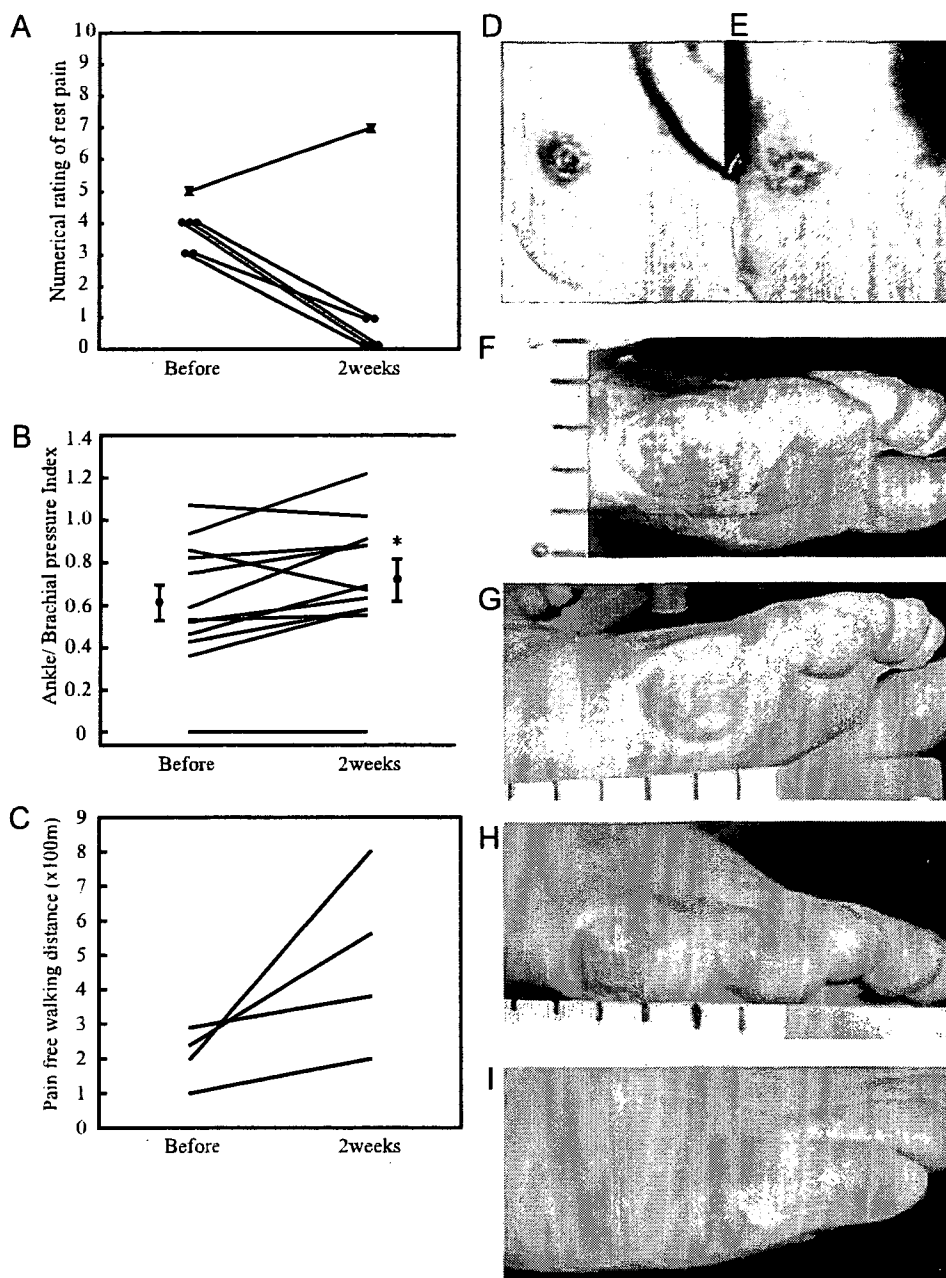 A
Numerical rating of rest pain
10
9
8
7
6
5
4
3
2
1
0
Before
2weeks
B
Ankle/ Brachial pressure Index
1.4
1.2
1.0
0.8
0.6
0.4
0.2
0
*
Before
2weeks
C
Pain free walking distance (x100m)
9
8
7
6
5
4
3
2
1
0
Before
2weeks
D
E
F
G
H
I